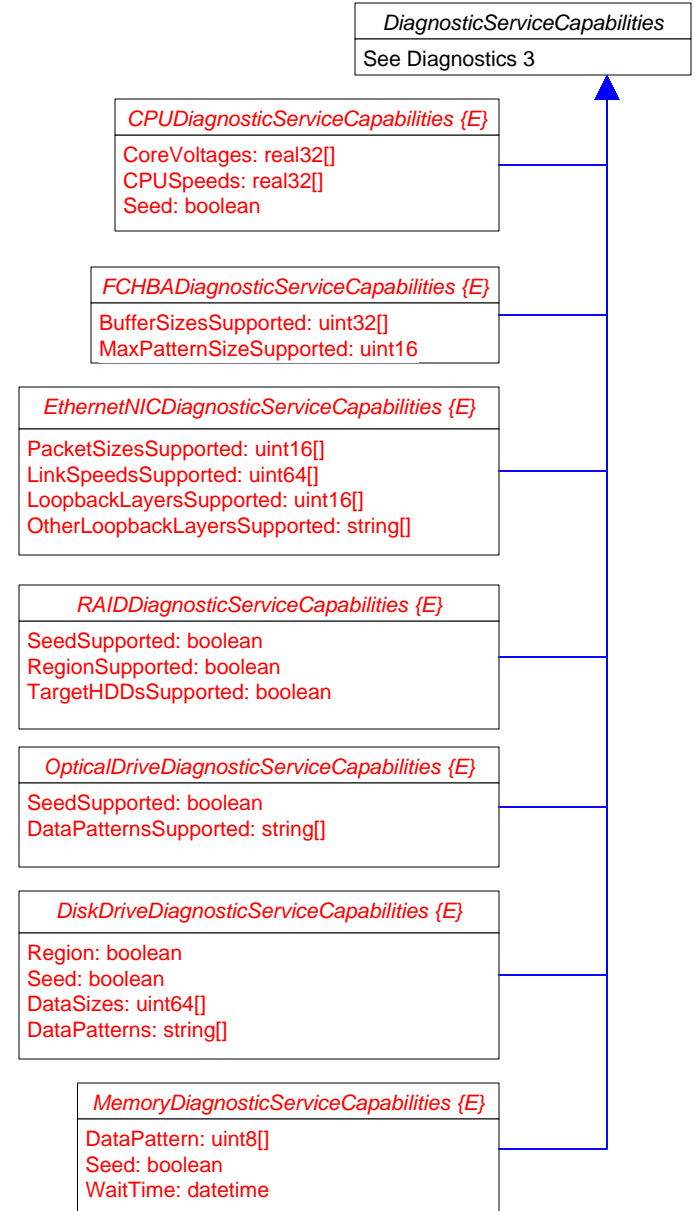 DiagnosticServiceCapabilities
See Diagnostics 3
CPUDiagnosticServiceCapabilities {E}
CoreVoltages: real32[]
CPUSpeeds: real32[]
Seed: boolean
FCHBADiagnosticServiceCapabilities {E}
BufferSizesSupported: uint32[]
MaxPatternSizeSupported: uint16
EthernetNICDiagnosticServiceCapabilities {E}
PacketSizesSupported: uint16[]
LinkSpeedsSupported: uint64[]
LoopbackLayersSupported: uint16[]
OtherLoopbackLayersSupported: string[]
RAIDDiagnosticServiceCapabilities {E}
SeedSupported: boolean
RegionSupported: boolean
TargetHDDsSupported: boolean
OpticalDriveDiagnosticServiceCapabilities {E}
SeedSupported: boolean
DataPatternsSupported: string[]
DiskDriveDiagnosticServiceCapabilities {E}
Region: boolean
Seed: boolean
DataSizes: uint64[]
DataPatterns: string[]
MemoryDiagnosticServiceCapabilities {E}
DataPattern: uint8[]
Seed: boolean
WaitTime: datetime